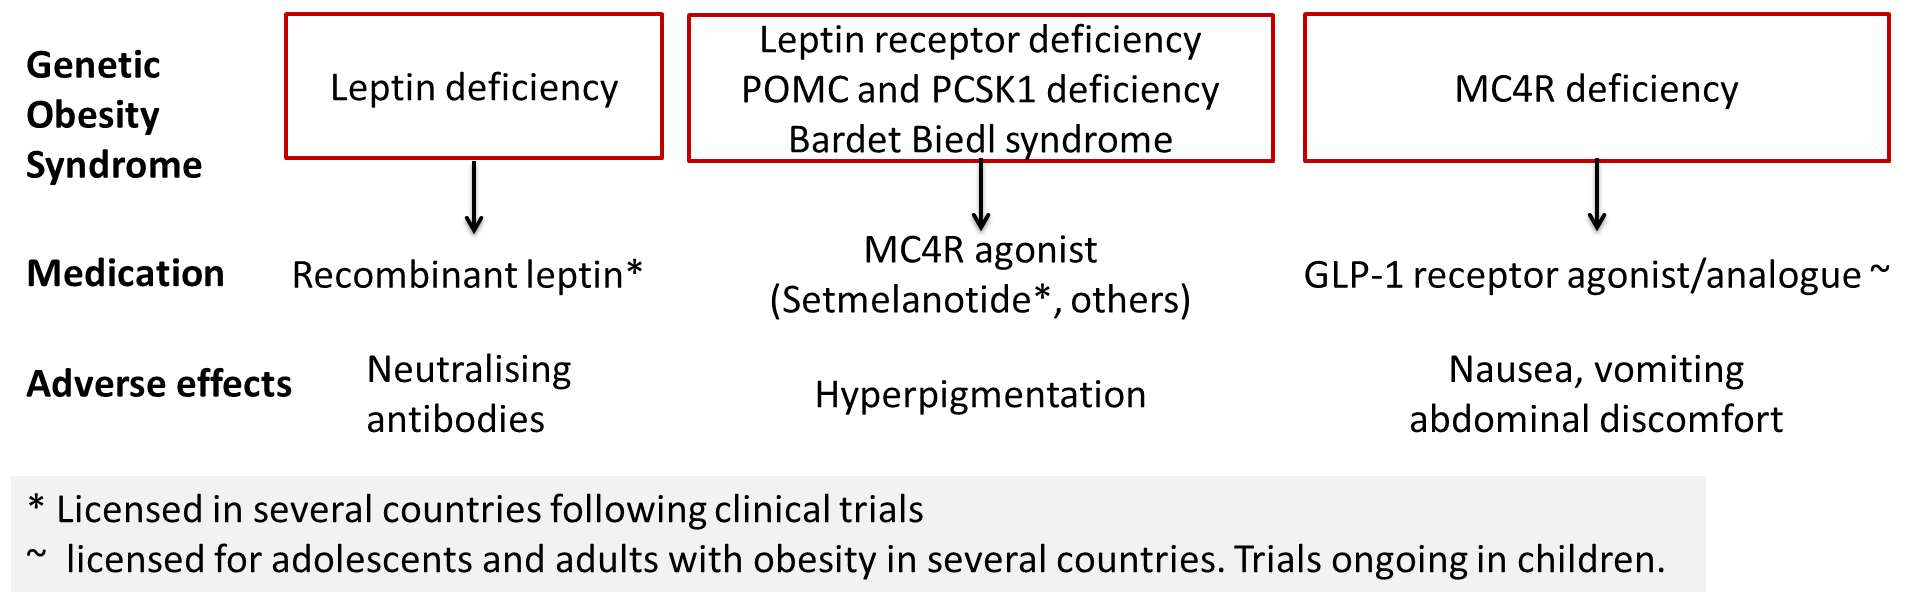 Genetic
Obesity
Syndrome
Leptin deficiency
Leptin receptor deficiency
POMC and PCSK1 deficiency
Bardet Biedl syndrome
MC4R deficiency
Medication
Recombinant leptin*
MC4R agonist
(Setmelanotide*, others)
GLP-1 receptor agonist/analogue ~
Adverse effects
Neutralising
antibodies
Hyperpigmentation
Nausea, vomiting
abdominal discomfort
* Licensed in several countries following clinical trials
~ licensed for adolescents and adults with obesity in several countries. Trials ongoing in children.